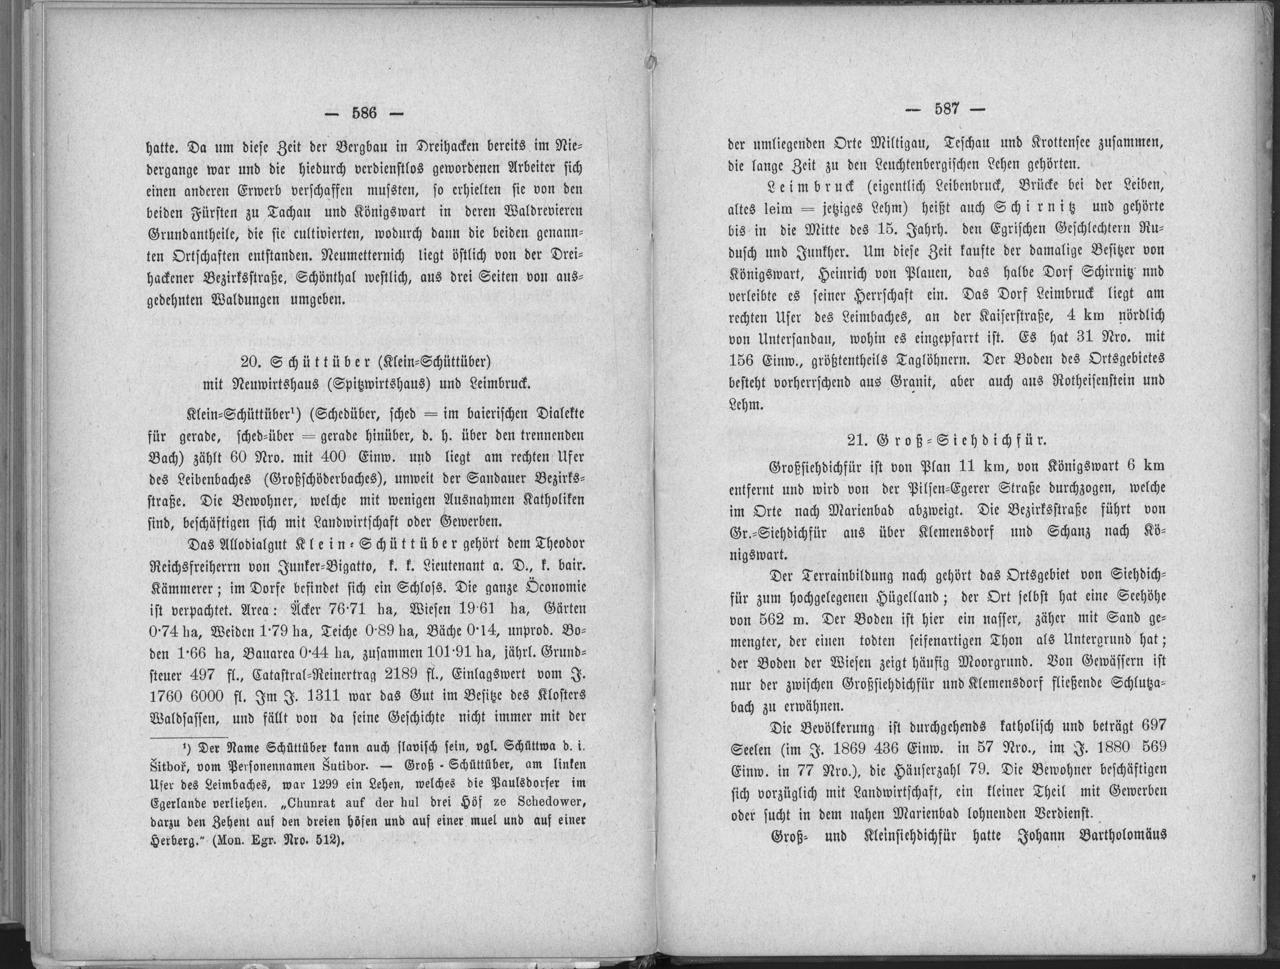 — 586 —
hatte. Da um diese Zeit der Bergbau in Dreihacken bereits im Nie-
dergange war und die hiedurch verdienstlos gewordenen Arbeiter sich
einen anderen Erwerb verschaffen mussten, so erhielten sie von den
beiden Fürsten zu Tachau und Königswart in deren Waldrevieren
Grundantheile, die sie cultivierten, wodurch dann die beiden genann-
ten Ortschaften entstanden. Neumetternich liegt östlich von der Drei-
hackener Bezirksstraße, Schönthal westlich, aus drei Seiten von aus-
gedehnten Waldungen umgeben.
20. Schüttüber (Klein-Schüttüber)
mit Neuwirtshaus (Spitzwirtshaus) und Leimbruck.
Klein-Schüttüber¹) (Schedüber, sched = im baierischen Dialekte
für gerade, sched-über = gerade hinüber, d. h. über den trennenden
Bach) zählt 60 Nro. mit 400 Einw. und liegt am rechten Ufer
des Leibenbaches (Großschöderbaches), unweit der Sandauer Bezirks-
straße. Die Bewohner, welche mit wenigen Ausnahmen Katholiken
sind, beschäftigen sich mit Landwirtschaft oder Gewerben.
Das Allodialgut Klein-Schüttüber gehört dem Theodor
Reichsfreiherrn von Junker-Bigatto, k. k. Lieutenant a. D., k. bair.
Kämmerer; im Dorfe befindet sich ein Schloss. Die ganze Öconomie
ist verpachtet. Area: Äcker 76·71 ha, Wiesen 19·61 ha, Gärten
0·74 ha, Weiden 1·79 ha, Teiche 0·89 ha, Bäche 0·14, unprod. Bo-
den 1·66 ha, Bauarea 0·44 ha, zusammen 101·91 ha, jährl. Grund-
steuer 497 fl., Catastral-Reinertrag 2189 fl., Einlagswert vom J.
1760 6000 fl. Im J. 1311 war das Gut im Besitze des Klosters
Waldsassen, und fällt von da seine Geschichte nicht immer mit der
¹) Der Name Schüttüber kann auch slavisch sein, vgl. Schüttwa d. i.
Šitboř, vom Personennamen Šutibor. — Groß-Schüttüber, am linken
Ufer des Leimbaches, war 1299 ein Lehen, welches die Paulsdorfer im
Egerlande verliehen. „Chunrat auf der hul drei Höf ze Schedower,
darzu den Zehent auf den dreien höfen und auf einer muel und auf einer
Herberg.“ (Mon. Egr. Nro. 512).
— 587 —
der umliegenden Orte Miltigau, Teschau und Krottensee zusammen,
die lange Zeit zu den Leuchtenbergischen Lehen gehörten.
Leimbruck (eigentlich Leibenbruck, Brücke bei der Leiben,
altes leim = jetziges Lehm) heißt auch Schirnitz und gehörte
bis in die Mitte des 15. Jahrh. den Egrischen Geschlechtern Ru-
dusch und Junkher. Um diese Zeit kaufte der damalige Besitzer von
Königswart, Heinrich von Plauen, das halbe Dorf Schirnitz und
verleibte es seiner Herrschaft ein. Das Dorf Leimbruck liegt am
rechten Ufer des Leimbaches, an der Kaiserstraße, 4 km nördlich
von Untersandau, wohin es eingepfarrt ist. Es hat 31 Nro. mit
156 Einw., größtentheils Taglöhnern. Der Boden des Ortsgebietes
besteht vorherrschend aus Granit, aber auch aus Rotheisenstein und
Lehm.
21. Groß-Siehdichfür.
Großsiehdichfür ist von Plan 11 km, von Königswart 6 km
entfernt und wird von der Pilsen-Egerer Straße durchzogen, welche
im Orte nach Marienbad abzweigt. Die Bezirksstraße führt von
Gr.-Siehdichfür aus über Klemensdorf und Schanz nach Kö-
nigswart.
Der Terrainbildung nach gehört das Ortsgebiet von Siehdich-
für zum hochgelegenen Hügelland; der Ort selbst hat eine Seehöhe
von 562 m. Der Boden ist hier ein nasser, zäher mit Sand ge-
mengter, der einen todten seifenartigen Thon als Untergrund hat;
der Boden der Wiesen zeigt häufig Moorgrund. Von Gewässern ist
nur der zwischen Großsiehdichfür und Klemensdorf fließende Schlutza-
bach zu erwähnen.
Die Bevölkerung ist durchgehends katholisch und beträgt 697
Seelen (im J. 1869 436 Einw. in 57 Nro., im J. 1880 569
Einw. in 77 Nro.), die Häuserzahl 79. Die Bewohner beschäftigen
sich vorzüglich mit Landwirtschaft, ein kleiner Theil mit Gewerben
oder sucht in dem nahen Marienbad lohnenden Verdienst.
Groß- und Kleinsiehdichfür hatte Johann Bartholomäus